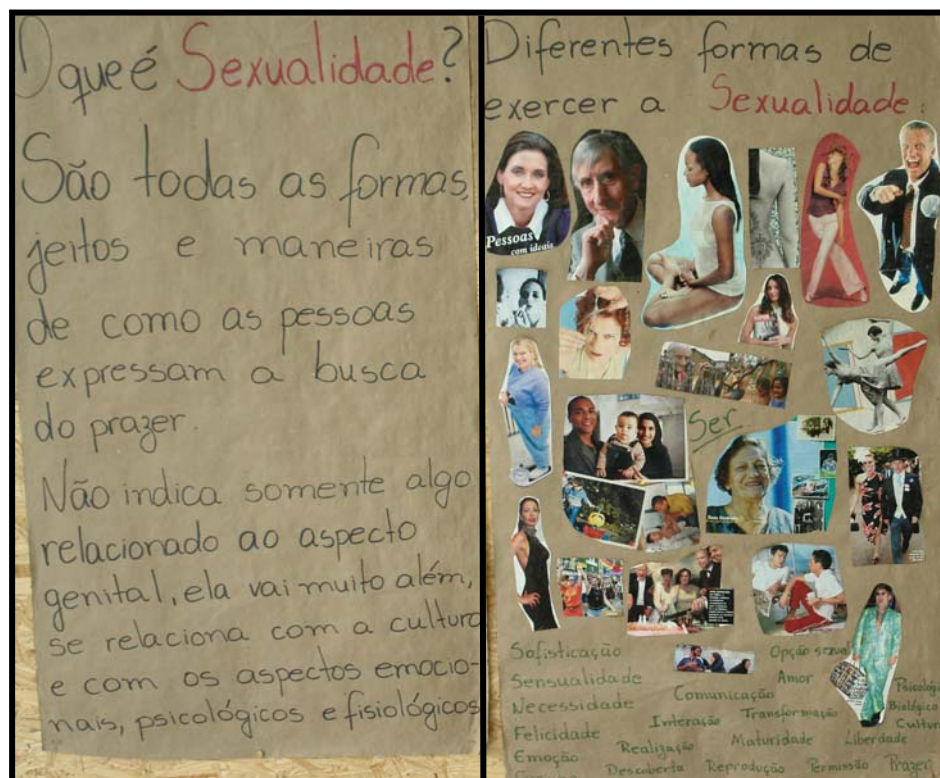 O que é Sexualidade?
São todas as formas,
jeitos e maneiras
de como as pessoas
expressam a busca
do prazer.
Não indica somente algo
relacionado ao aspecto
genital, ela vai muito além,
se relaciona com a cultura
e com os aspectos emocio-
nais, psicológicos e fisiológicos
Diferentes formas de
exercer a Sexualidade:
Pessoas
com ideais
Ser
Sofisticação
Opção sexual
Sensualidade
Amor
Psicológico
Necessidade
Comunicação
Biológico
Felicidade
Interação
Transformação
Cultura
Emoção
Realização
Maturidade
Liberdade
Descoberta
Reprodução
Permissão
Prazer